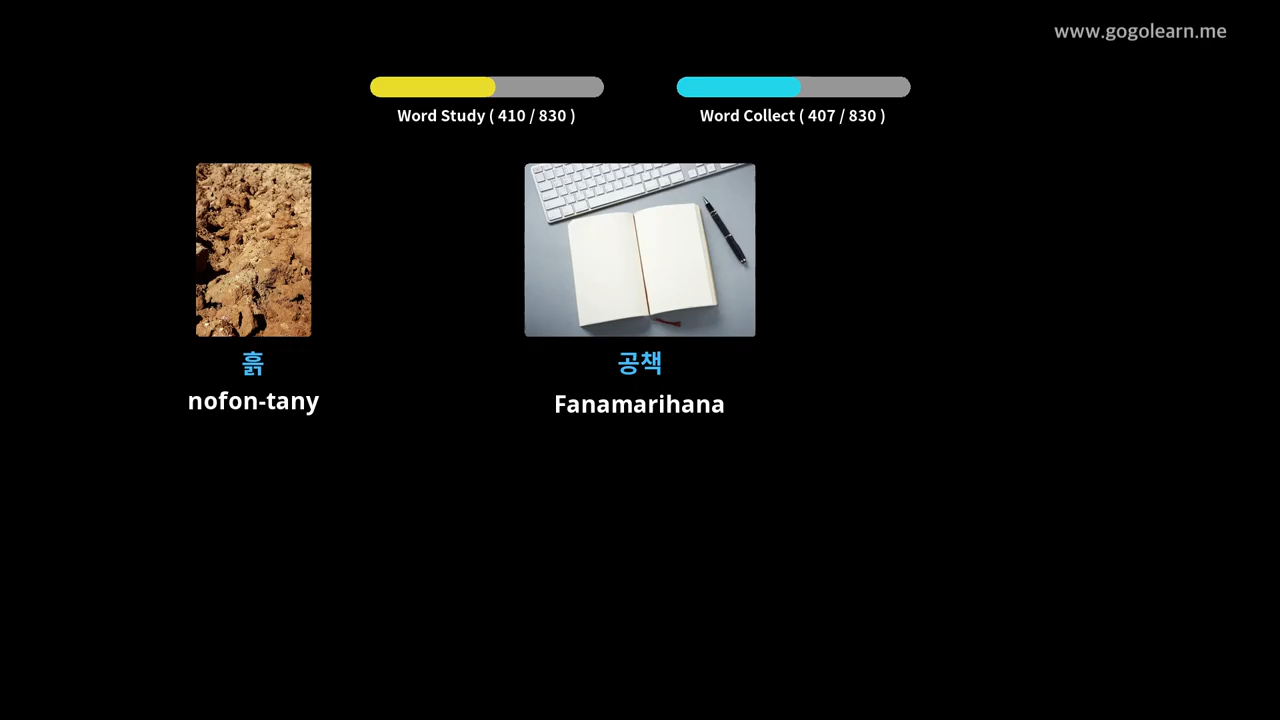 www.gogolearn.me
Word Study ( 410 / 830 )
Word Collect ( 407 / 830 )
흙
nofon-tany
공책
Fanamarihana